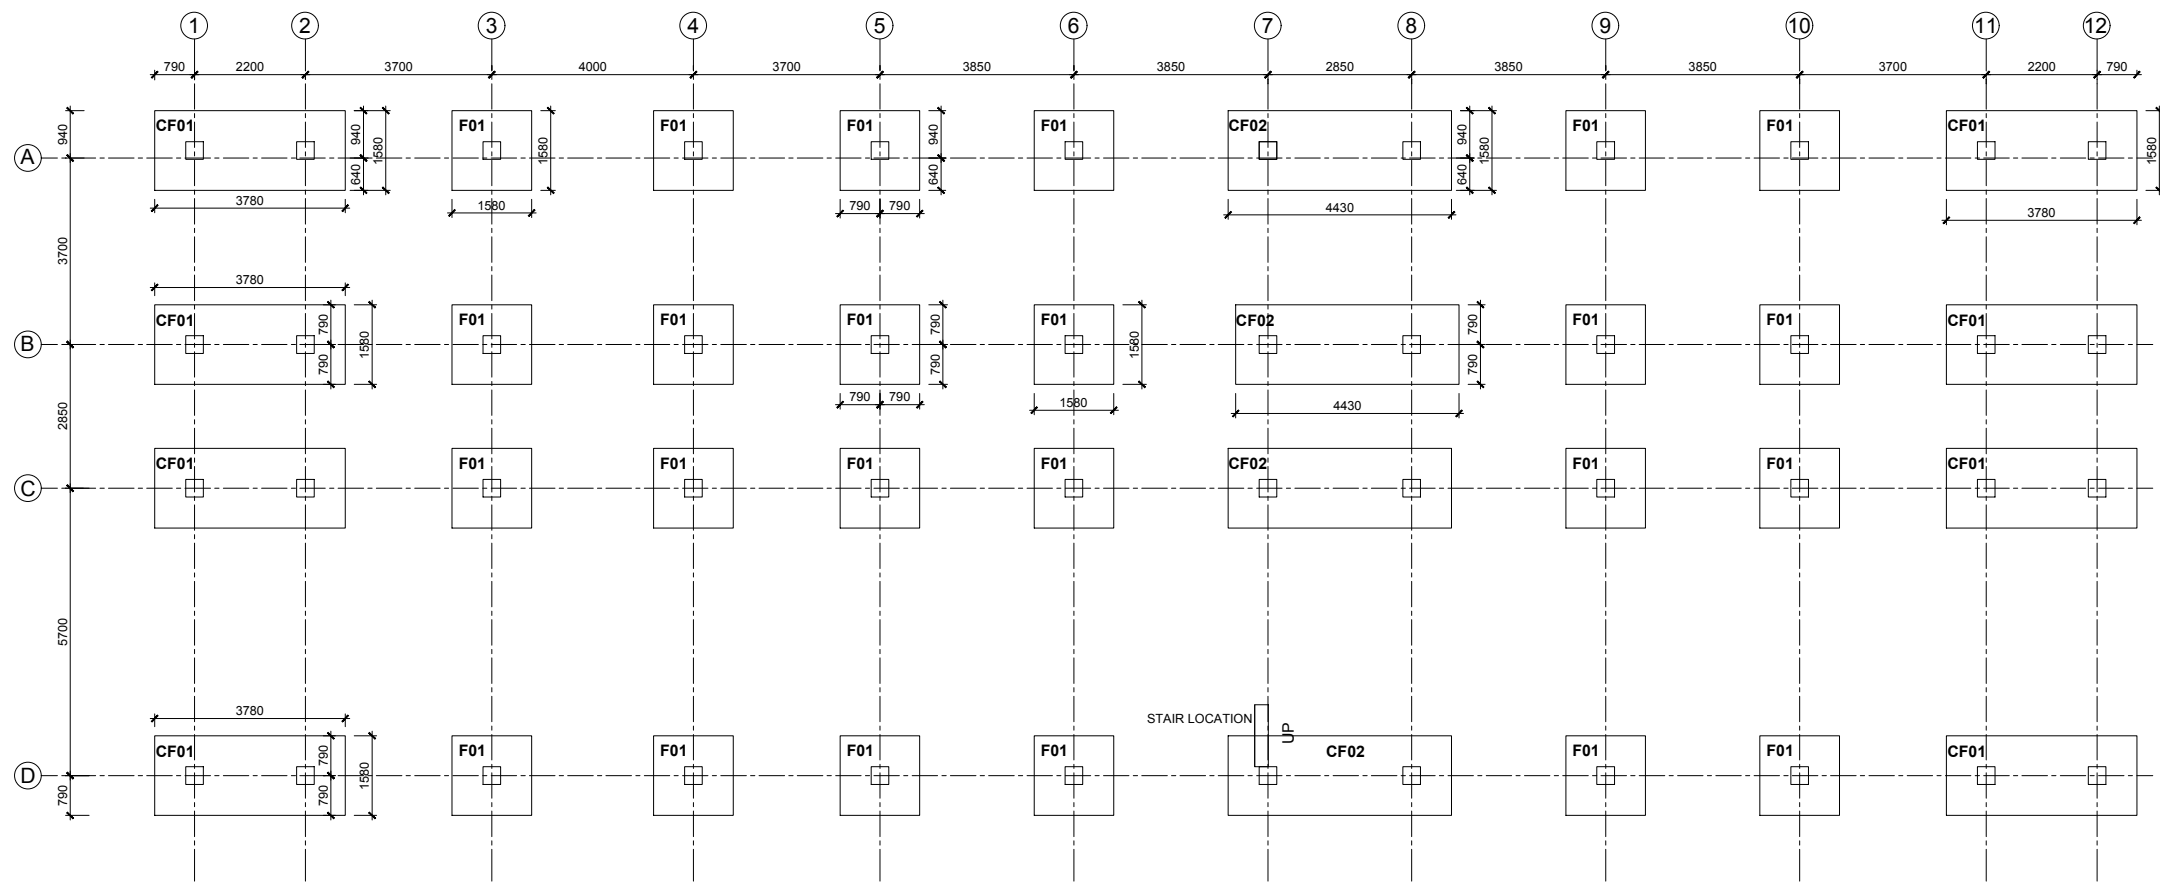 1 2 3 4 5 6 7 8 9 10 11 12
790 2200 3700 4000 3700 3850 3850 2850 3850 3850 3700 2200 790
940 CF01 940 1580 F01 1580 F01 F01 940 F01 CF02 940 1580 F01 F01 CF01 1580
A 640 640 640
3780 1580 790 790 4430 3780
3700
3780
CF01 790 1580 F01 F01 F01 790 F01 1580 CF02 790 F01 F01 CF01
B 790 790 790
790 790 1580 4430
2850
CF01 F01 F01 F01 F01 CF02 F01 F01 CF01
C
5700
3780 STAIR LOCATION UP
CF01 790 1580 F01 F01 F01 F01 CF02 F01 F01 CF01
D 790 790